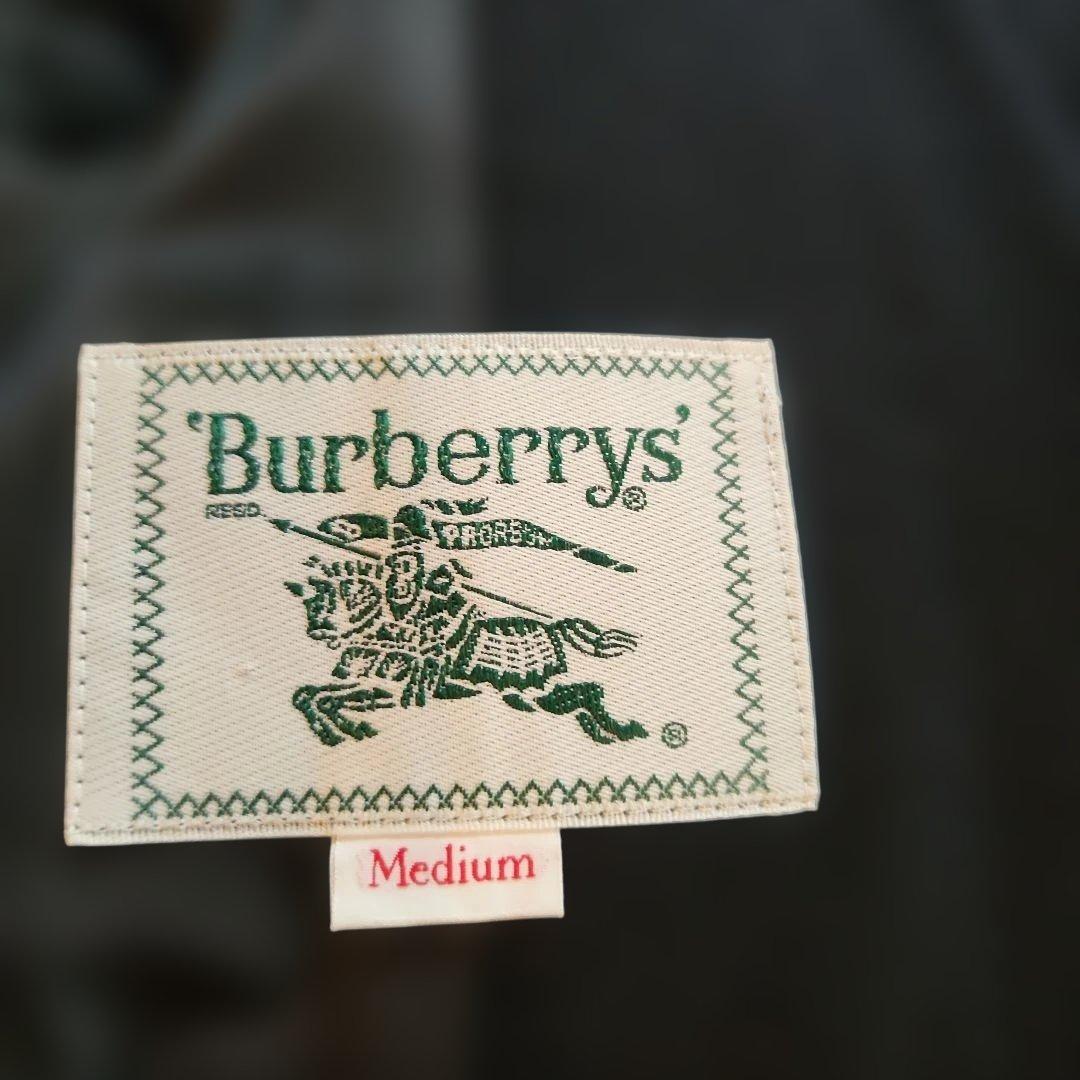 'Burberrys'®
REGD.
PRORSUM
®
Medium